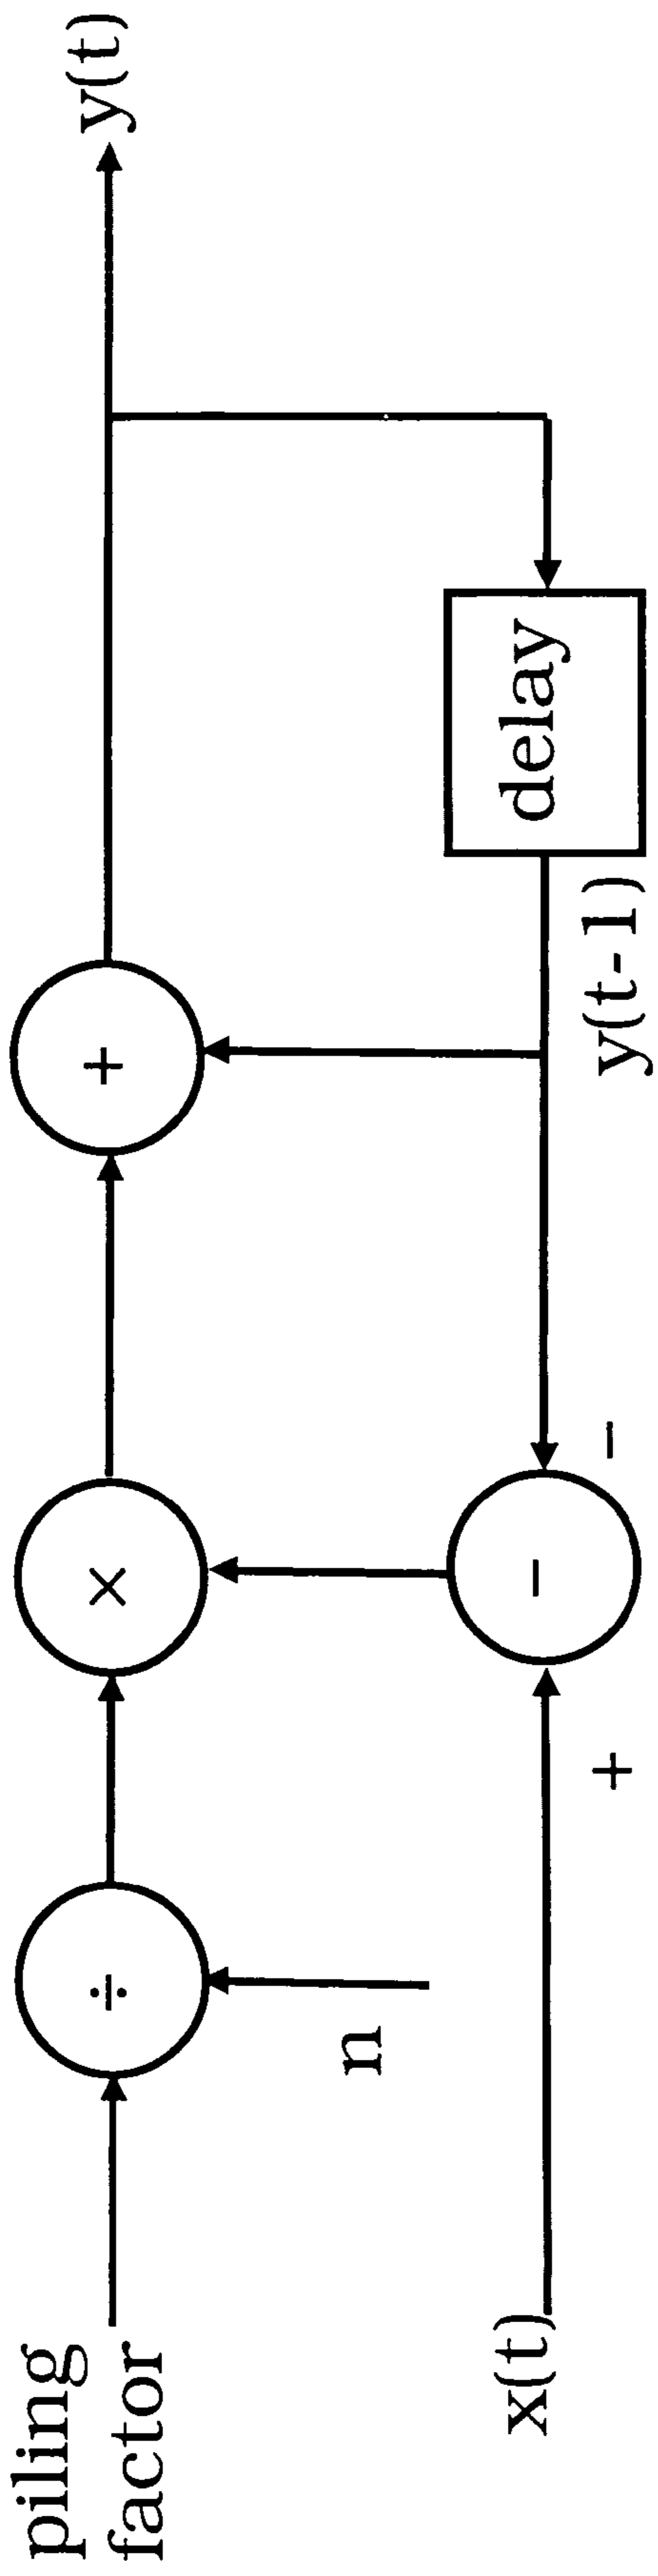 piling
factor
÷
n
×
+
y(t)
x(t)
+
−
−
y(t-1)
delay